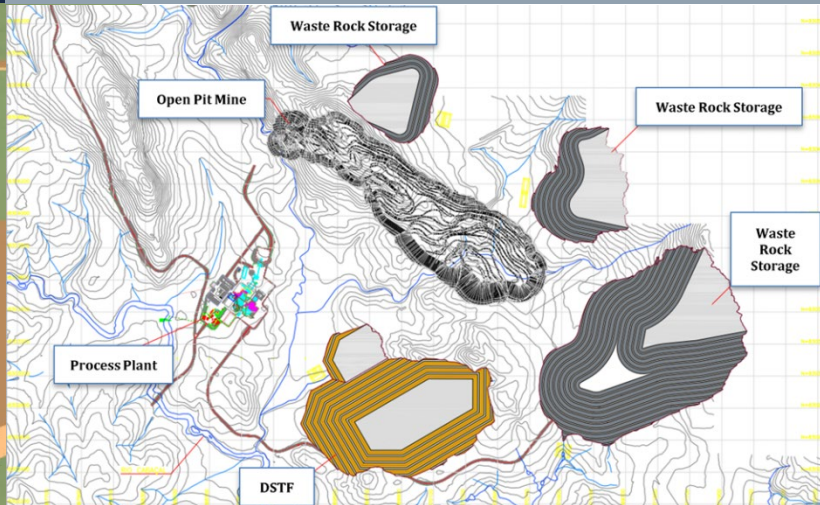 Waste Rock Storage
Open Pit Mine
Waste Rock Storage
Waste
Rock
Storage
Process Plant
DSTF